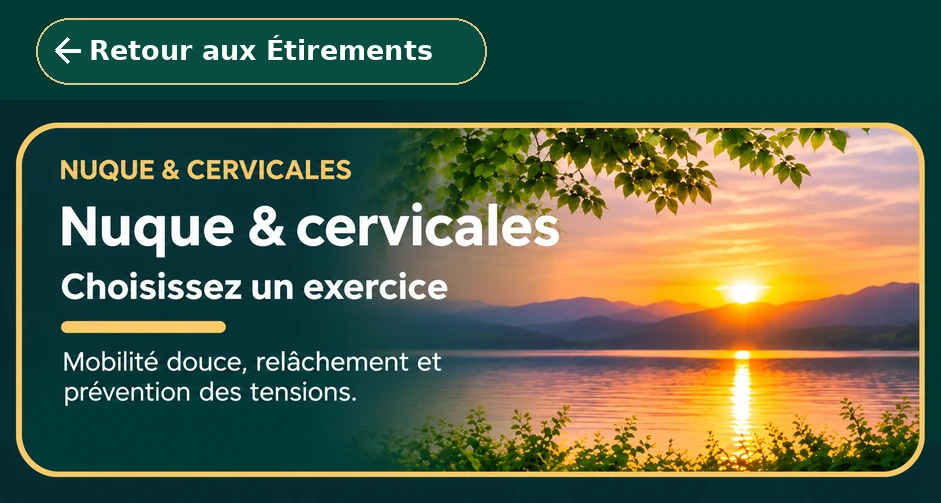 ← Retour aux Étirements
NUQUE & CERVICALES
Nuque & cervicales
Choisissez un exercice
Mobilité douce, relâchement et
prévention des tensions.